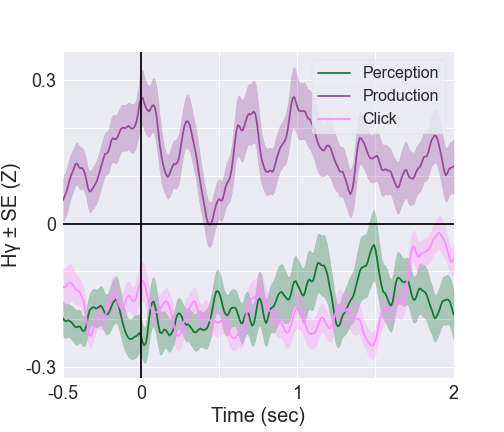 Perception
Production
Click
0.3
0
-0.3
-0.5
0
1
2
Time (sec)
Hγ ± SE (Z)